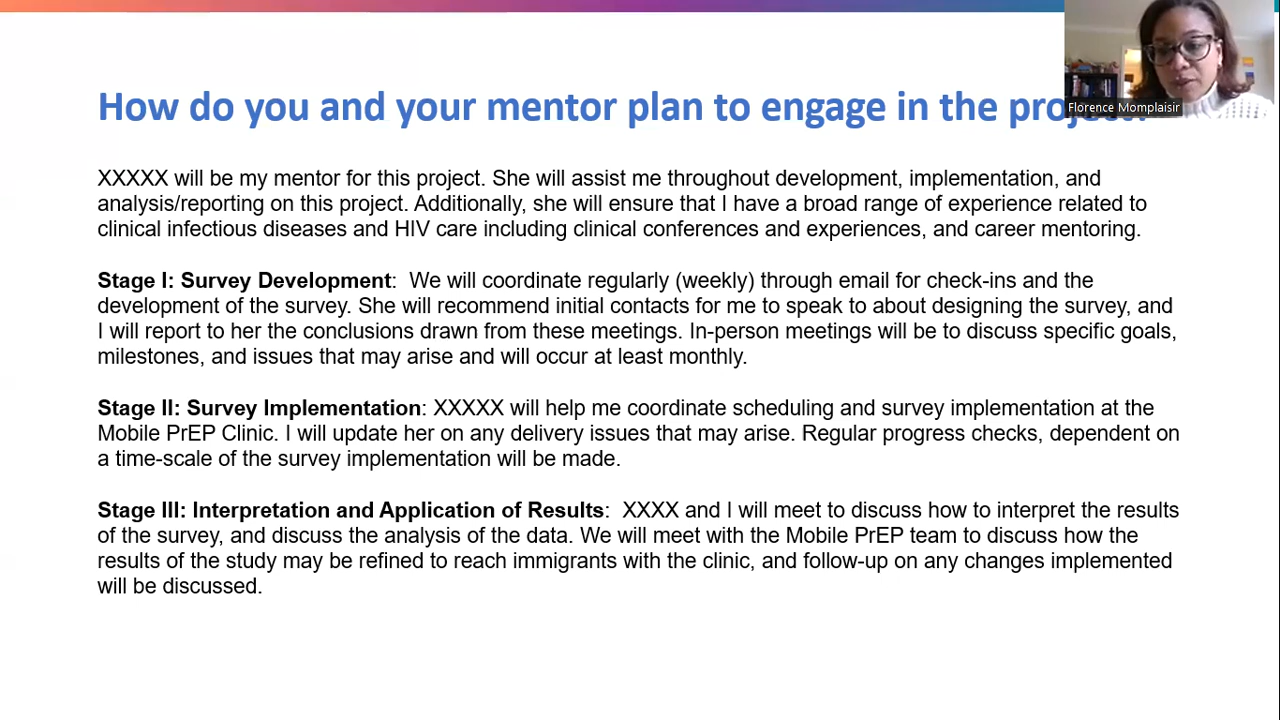 How do you and your mentor plan to engage in the
Florence Momplaisir
XXXXX will be my mentor for this project. She will assist me throughout development, implementation, and
analysis/reporting on this project. Additionally, she will ensure that I have a broad range of experience related to
clinical infectious diseases and HIV care including clinical conferences and experiences, and career mentoring.
Stage I: Survey Development:  We will coordinate regularly (weekly) through email for check-ins and the
development of the survey. She will recommend initial contacts for me to speak to about designing the survey, and
I will report to her the conclusions drawn from these meetings. In-person meetings will be to discuss specific goals,
milestones, and issues that may arise and will occur at least monthly.
Stage II: Survey Implementation: XXXXX will help me coordinate scheduling and survey implementation at the
Mobile PrEP Clinic. I will update her on any delivery issues that may arise. Regular progress checks, dependent on
a time-scale of the survey implementation will be made.
Stage III: Interpretation and Application of Results:  XXXX and I will meet to discuss how to interpret the results
of the survey, and discuss the analysis of the data. We will meet with the Mobile PrEP team to discuss how the
results of the study may be refined to reach immigrants with the clinic, and follow-up on any changes implemented
will be discussed.